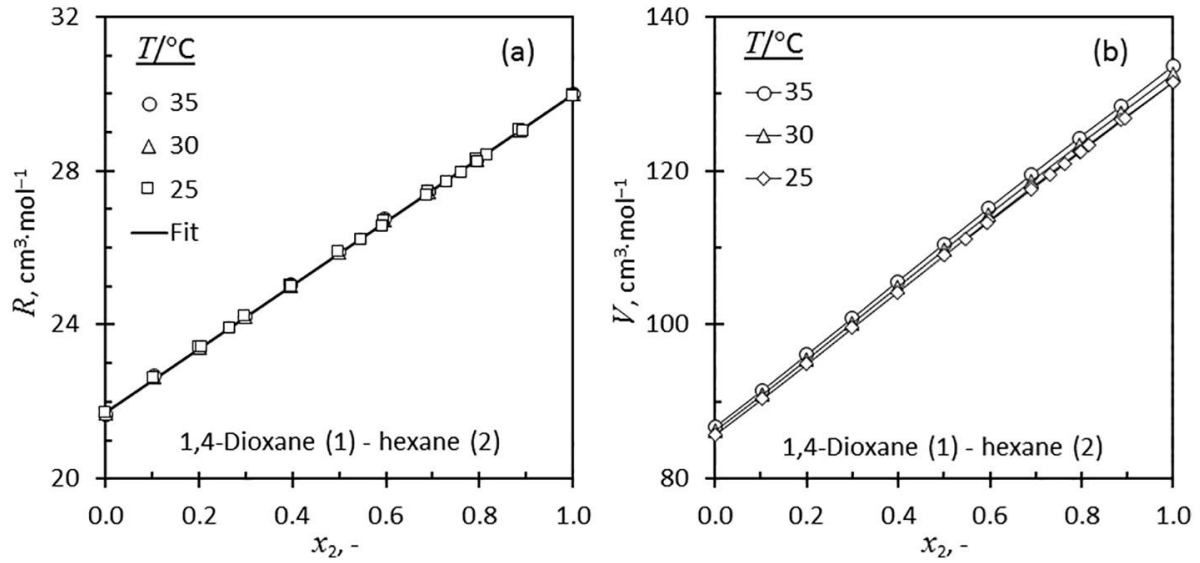 32
28
24
20
R, cm³·mol⁻¹
T/°C
35
30
25
Fit
(a)
1,4-Dioxane (1) - hexane (2)
0.0 0.2 0.4 0.6 0.8 1.0
x₂, -
140
120
100
80
V, cm³·mol⁻¹
T/°C
35
30
25
(b)
1,4-Dioxane (1) - hexane (2)
0.0 0.2 0.4 0.6 0.8 1.0
x₂, -